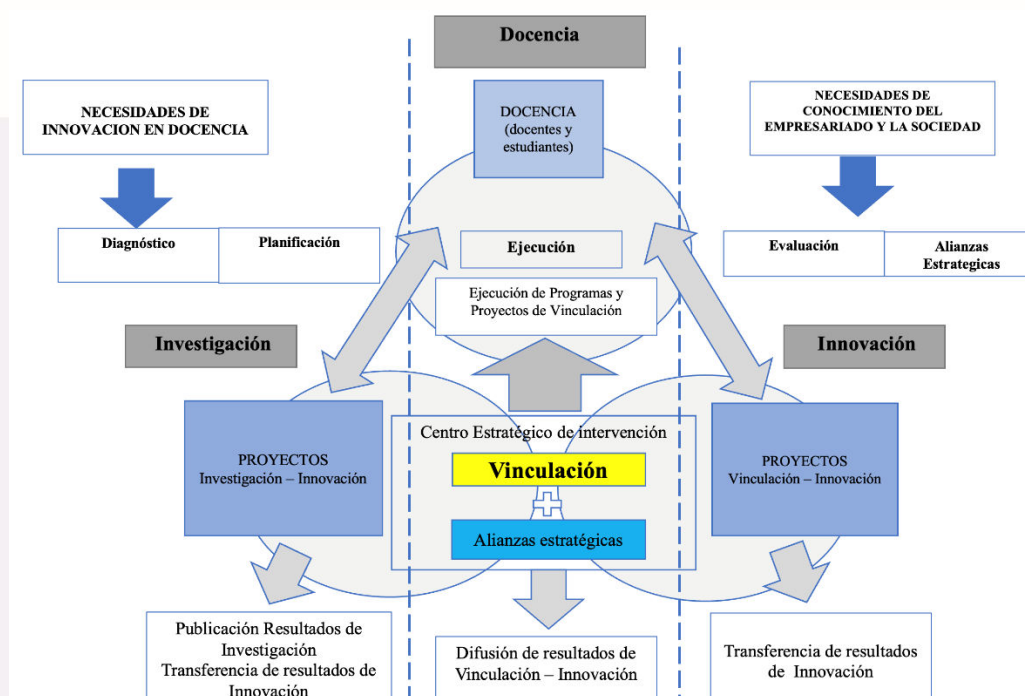 Docencia
NECESIDADES DE
INNOVACION EN DOCENCIA
DOCENCIA
(docentes y
estudiantes)
NECESIDADES DE
CONOCIMIENTO DEL
EMPRESARIADO Y LA SOCIEDAD
Diagnóstico
Planificación
Ejecución
Evaluación
Alianzas
Estrategicas
Ejecución de Programas y
Proyectos de Vinculación
Investigación
Innovación
PROYECTOS
Investigación – Innovación
Centro Estratégico de intervención
Vinculación
Alianzas estratégicas
PROYECTOS
Vinculación – Innovación
Publicación Resultados de
Investigación
Transferencia de resultados de
Innovación
Difusión de resultados de
Vinculación – Innovación
Transferencia de resultados
de Innovación